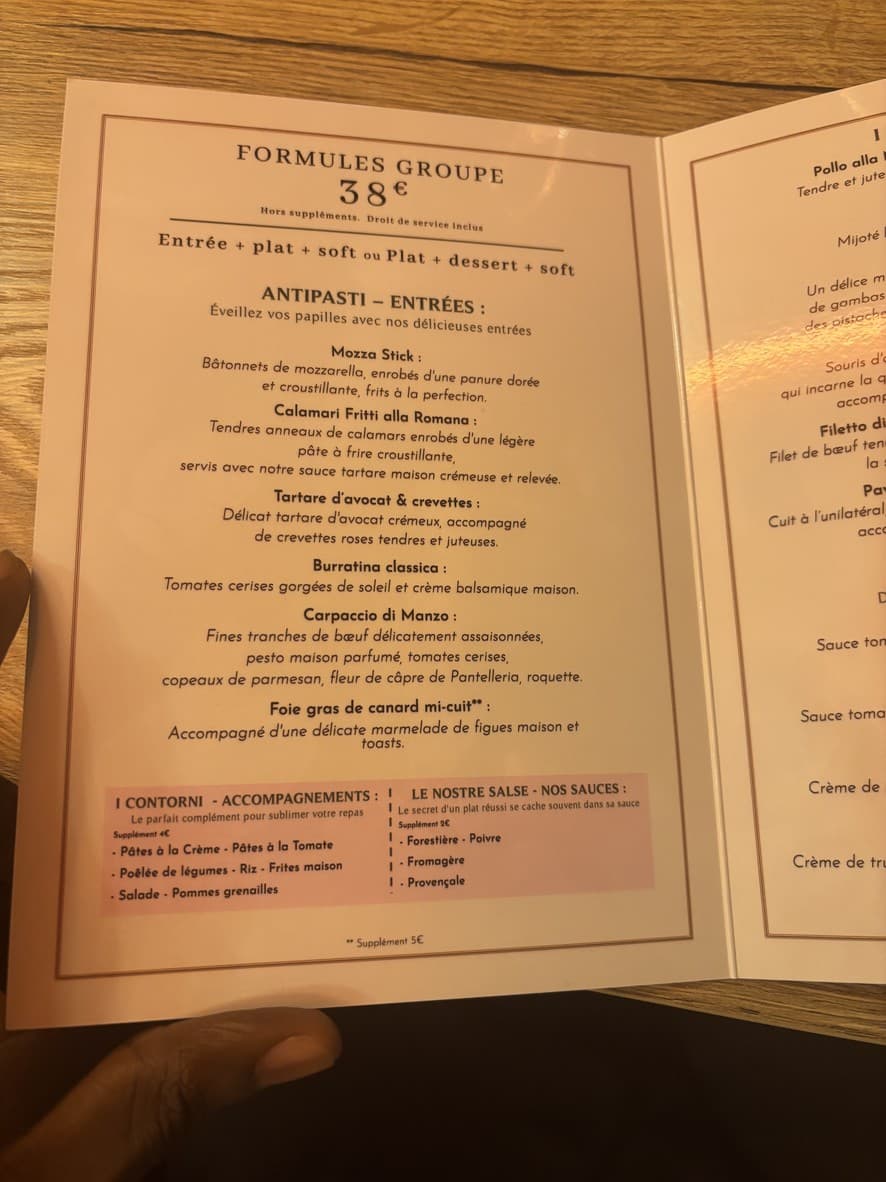 FORMULES GROUPE
38€
Hors suppléments. Droit de service inclus
Entrée + plat + soft ou Plat + dessert + soft
ANTIPASTI – ENTRÉES :
Éveillez vos papilles avec nos délicieuses entrées
Mozza Stick :
Bâtonnets de mozzarella, enrobés d'une panure dorée
et croustillante, frits à la perfection.
Calamari Fritti alla Romana :
Tendres anneaux de calamars enrobés d'une légère
pâte à frire croustillante,
servis avec notre sauce tartare maison crémeuse et relevée.
Tartare d'avocat & crevettes :
Délicat tartare d'avocat crémeux, accompagné
de crevettes roses tendres et juteuses.
Burratina classica :
Tomates cerises gorgées de soleil et crème balsamique maison.
Carpaccio di Manzo :
Fines tranches de bœuf délicatement assaisonnées,
pesto maison parfumé, tomates cerises,
copeaux de parmesan, fleur de câpre de Pantelleria, roquette.
Foie gras de canard mi-cuit** :
Accompagné d'une délicate marmelade de figues maison et
toasts.
I CONTORNI - ACCOMPAGNEMENTS :
Le parfait complément pour sublimer votre repas
Supplément 4€
- Pâtes à la Crème - Pâtes à la Tomate
- Poêlée de légumes - Riz - Frites maison
- Salade - Pommes grenailles
LE NOSTRE SALSE - NOS SAUCES :
Le secret d'un plat réussi se cache souvent dans sa sauce
Supplément 2€
- Forestière - Poivre
- Fromagère
- Provençale
** Supplément 5€
I
Pollo alla
Tendre et jute
Mijoté
Un délice m
de gambas
des pistache
Souris d'
qui incarne la q
accomp
Filetto di
Filet de bœuf ten
la
Pav
Cuit à l'unilatéral
acco
D
Sauce tom
Sauce toma
Crème de
Crème de tru